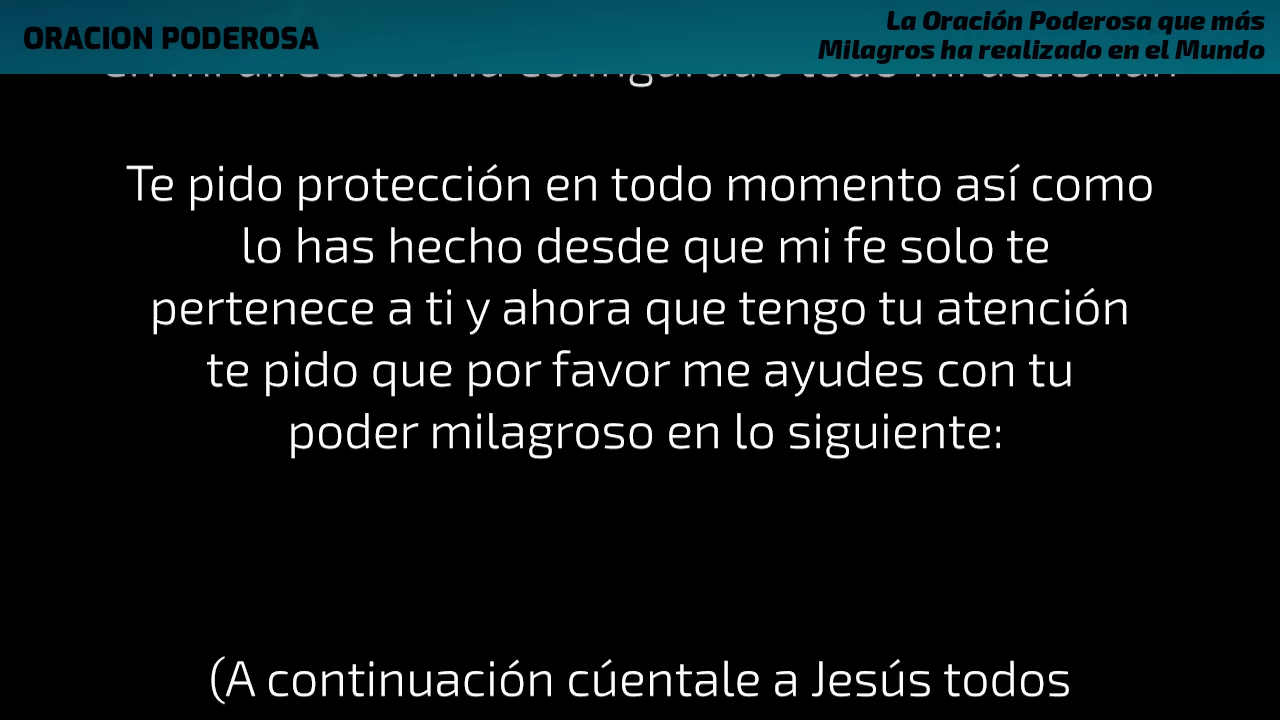 ORACION PODEROSA
La Oración Poderosa que más
Milagros ha realizado en el Mundo
Te pido protección en todo momento así como
lo has hecho desde que mi fe solo te
pertenece a ti y ahora que tengo tu atención
te pido que por favor me ayudes con tu
poder milagroso en lo siguiente:
(A continuación cúentale a Jesús todos